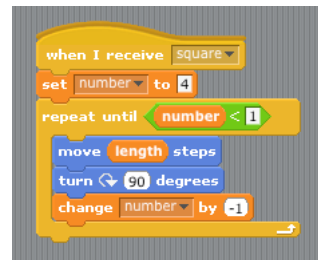 when I receive square
set number to 4
repeat until number < 1
move length steps
turn 90 degrees
change number by -1